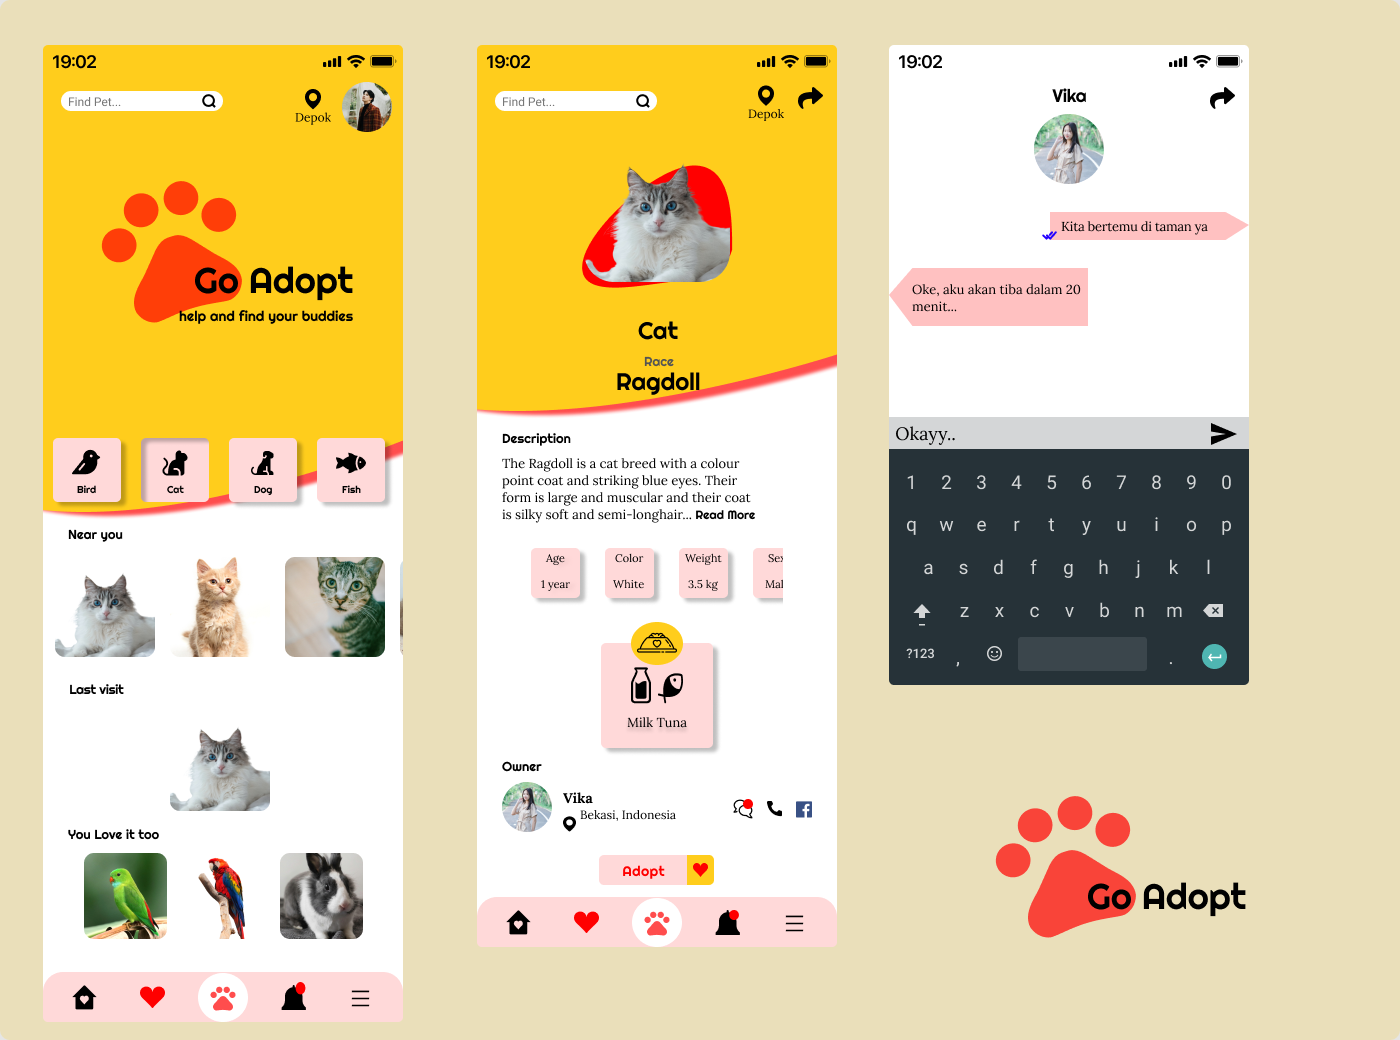 19:02
Find Pet...
Depok
Go Adopt
help and find your buddies
Bird
Cat
Dog
Fish
Near you
Last visit
You Love it too
19:02
Find Pet...
Depok
Cat
Race
Ragdoll
Description
The Ragdoll is a cat breed with a colour
point coat and striking blue eyes. Their
form is large and muscular and their coat
is silky soft and semi-longhair... Read More
Age
1 year
Color
White
Weight
3.5 kg
Milk Tuna
Owner
Vika
Bekasi, Indonesia
Adopt
19:02
Vika
Kita bertemu di taman ya
Oke, aku akan tiba dalam 20
menit...
Okayy..
1 2 3 4 5 6 7 8 9 0
q w e r t y u i o p
a s d f g h j k l
z x c v b n m
?123 , .
Go Adopt